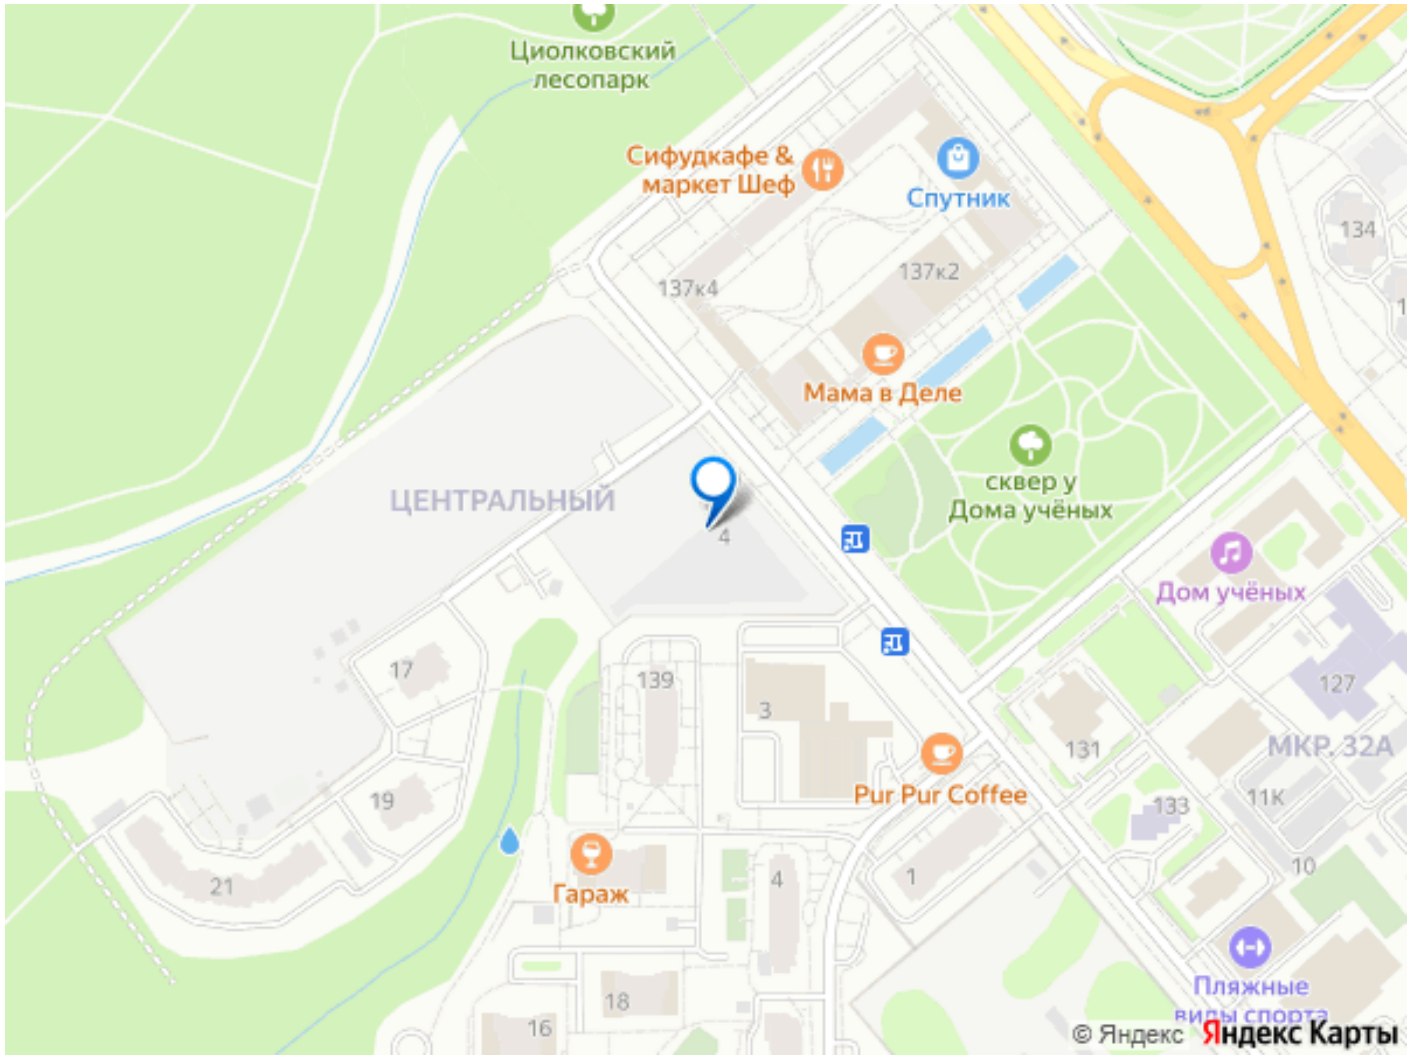 Циолковский
лесопарк
Сифудкафе &
маркет Шеф
Спутник
134
137к4
137к2
1
Мама в Деле
ЦЕНТРАЛЬНЫЙ
4
сквер у
Дома учёных
Дом учёных
17
139
3
127
131
МКР. 32А
Pur Pur Coffee
19
133
11К
10
21
Гараж
4
1
18
16
Пляжные
виды спорта
© Яндекс Яндекс Карты